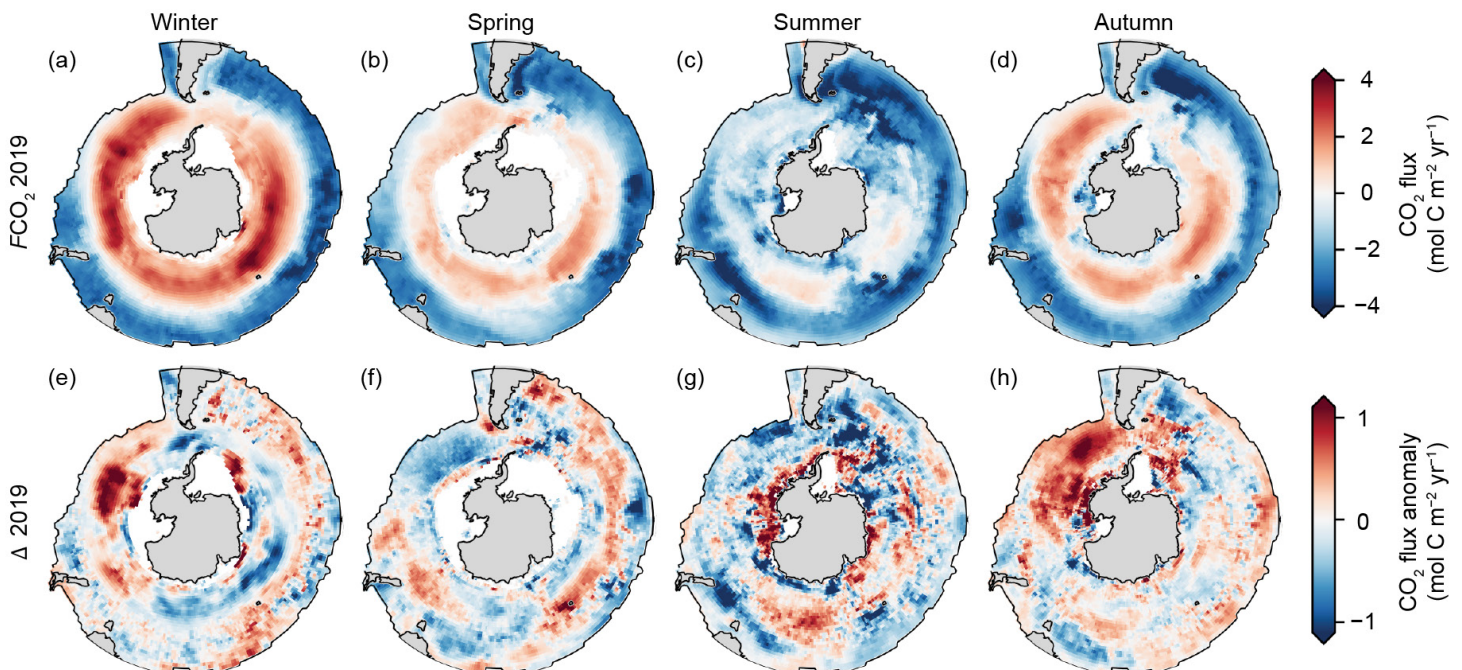 Winter Spring Summer Autumn
(a) (b) (c) (d)
FCO₂ 2019
4
2
0
−2
−4
CO₂ flux
(mol C m⁻² yr⁻¹)
(e) (f) (g) (h)
Δ 2019
1
0
−1
CO₂ flux anomaly
(mol C m⁻² yr⁻¹)